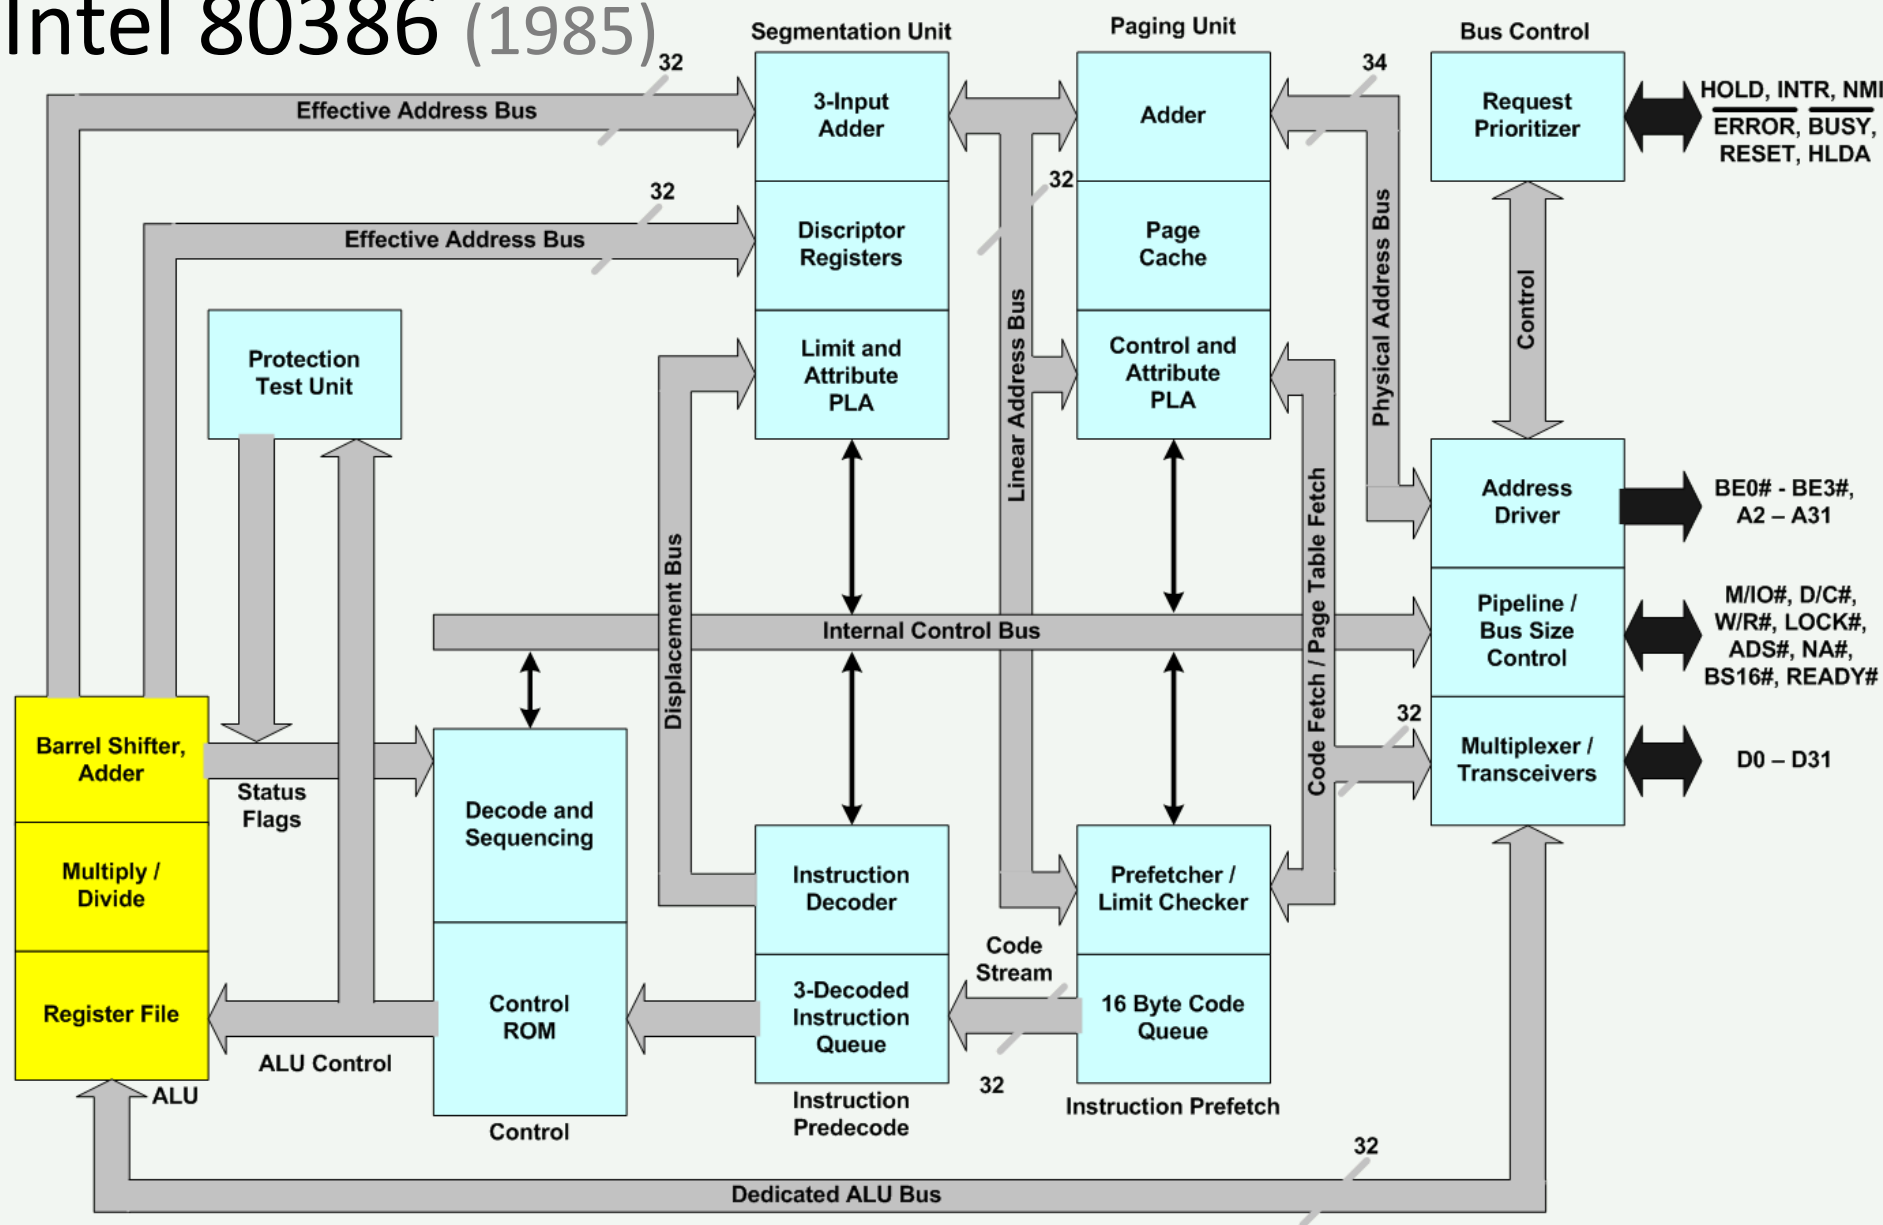 Intel 80386 (1985)
Segmentation Unit
Paging Unit
Bus Control
32
Effective Address Bus
3-Input
Adder
Adder
34
Request
Prioritizer
HOLD, INTR, NMI
ERROR, BUSY,
RESET, HLDA
32
Effective Address Bus
Discriptor
Registers
32
Page
Cache
Physical Address Bus
Control
Protection
Test Unit
Limit and
Attribute
PLA
Linear Address Bus
Control and
Attribute
PLA
Address
Driver
BE0# - BE3#,
A2 – A31
Displacement Bus
Code Fetch / Page Table Fetch
Internal Control Bus
Pipeline /
Bus Size
Control
M/IO#, D/C#,
W/R#, LOCK#,
ADS#, NA#,
BS16#, READY#
Barrel Shifter,
Adder
Status
Flags
32
Multiplexer /
Transceivers
D0 – D31
Decode and
Sequencing
Multiply /
Divide
Instruction
Decoder
Prefetcher /
Limit Checker
Code
Stream
Register File
Control
ROM
3-Decoded
Instruction
Queue
16 Byte Code
Queue
ALU Control
32
ALU
Control
Instruction
Predecode
Instruction Prefetch
32
Dedicated ALU Bus